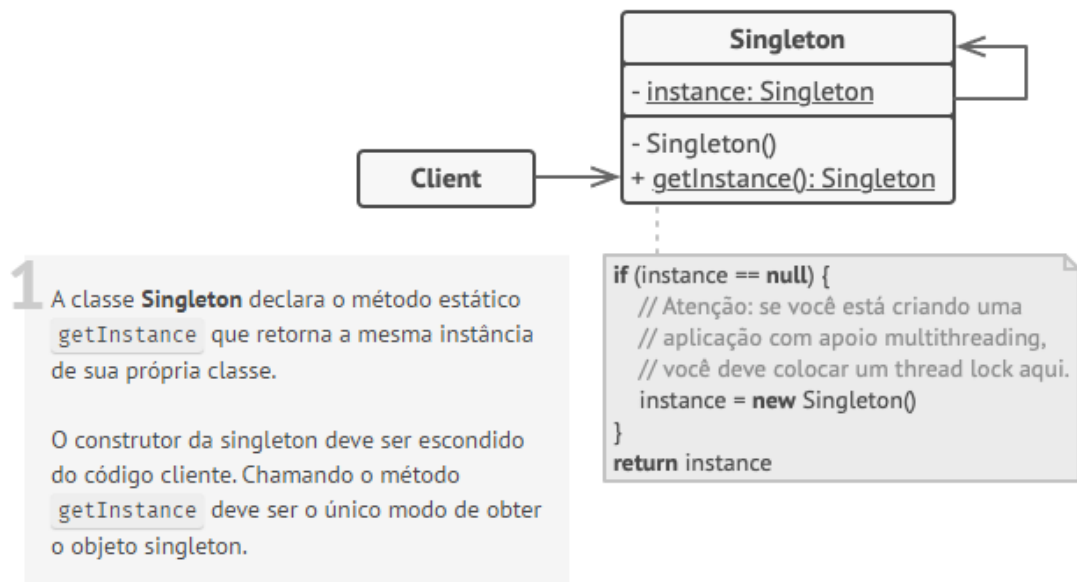 Singleton
- instance: Singleton
- Singleton()
+ getInstance(): Singleton
Client
1
A classe Singleton declara o método estático
getInstance que retorna a mesma instância
de sua própria classe.
O construtor da singleton deve ser escondido
do código cliente. Chamando o método
getInstance deve ser o único modo de obter
o objeto singleton.
if (instance == null) {
// Atenção: se você está criando uma
// aplicação com apoio multithreading,
// você deve colocar um thread lock aqui.
instance = new Singleton()
}
return instance